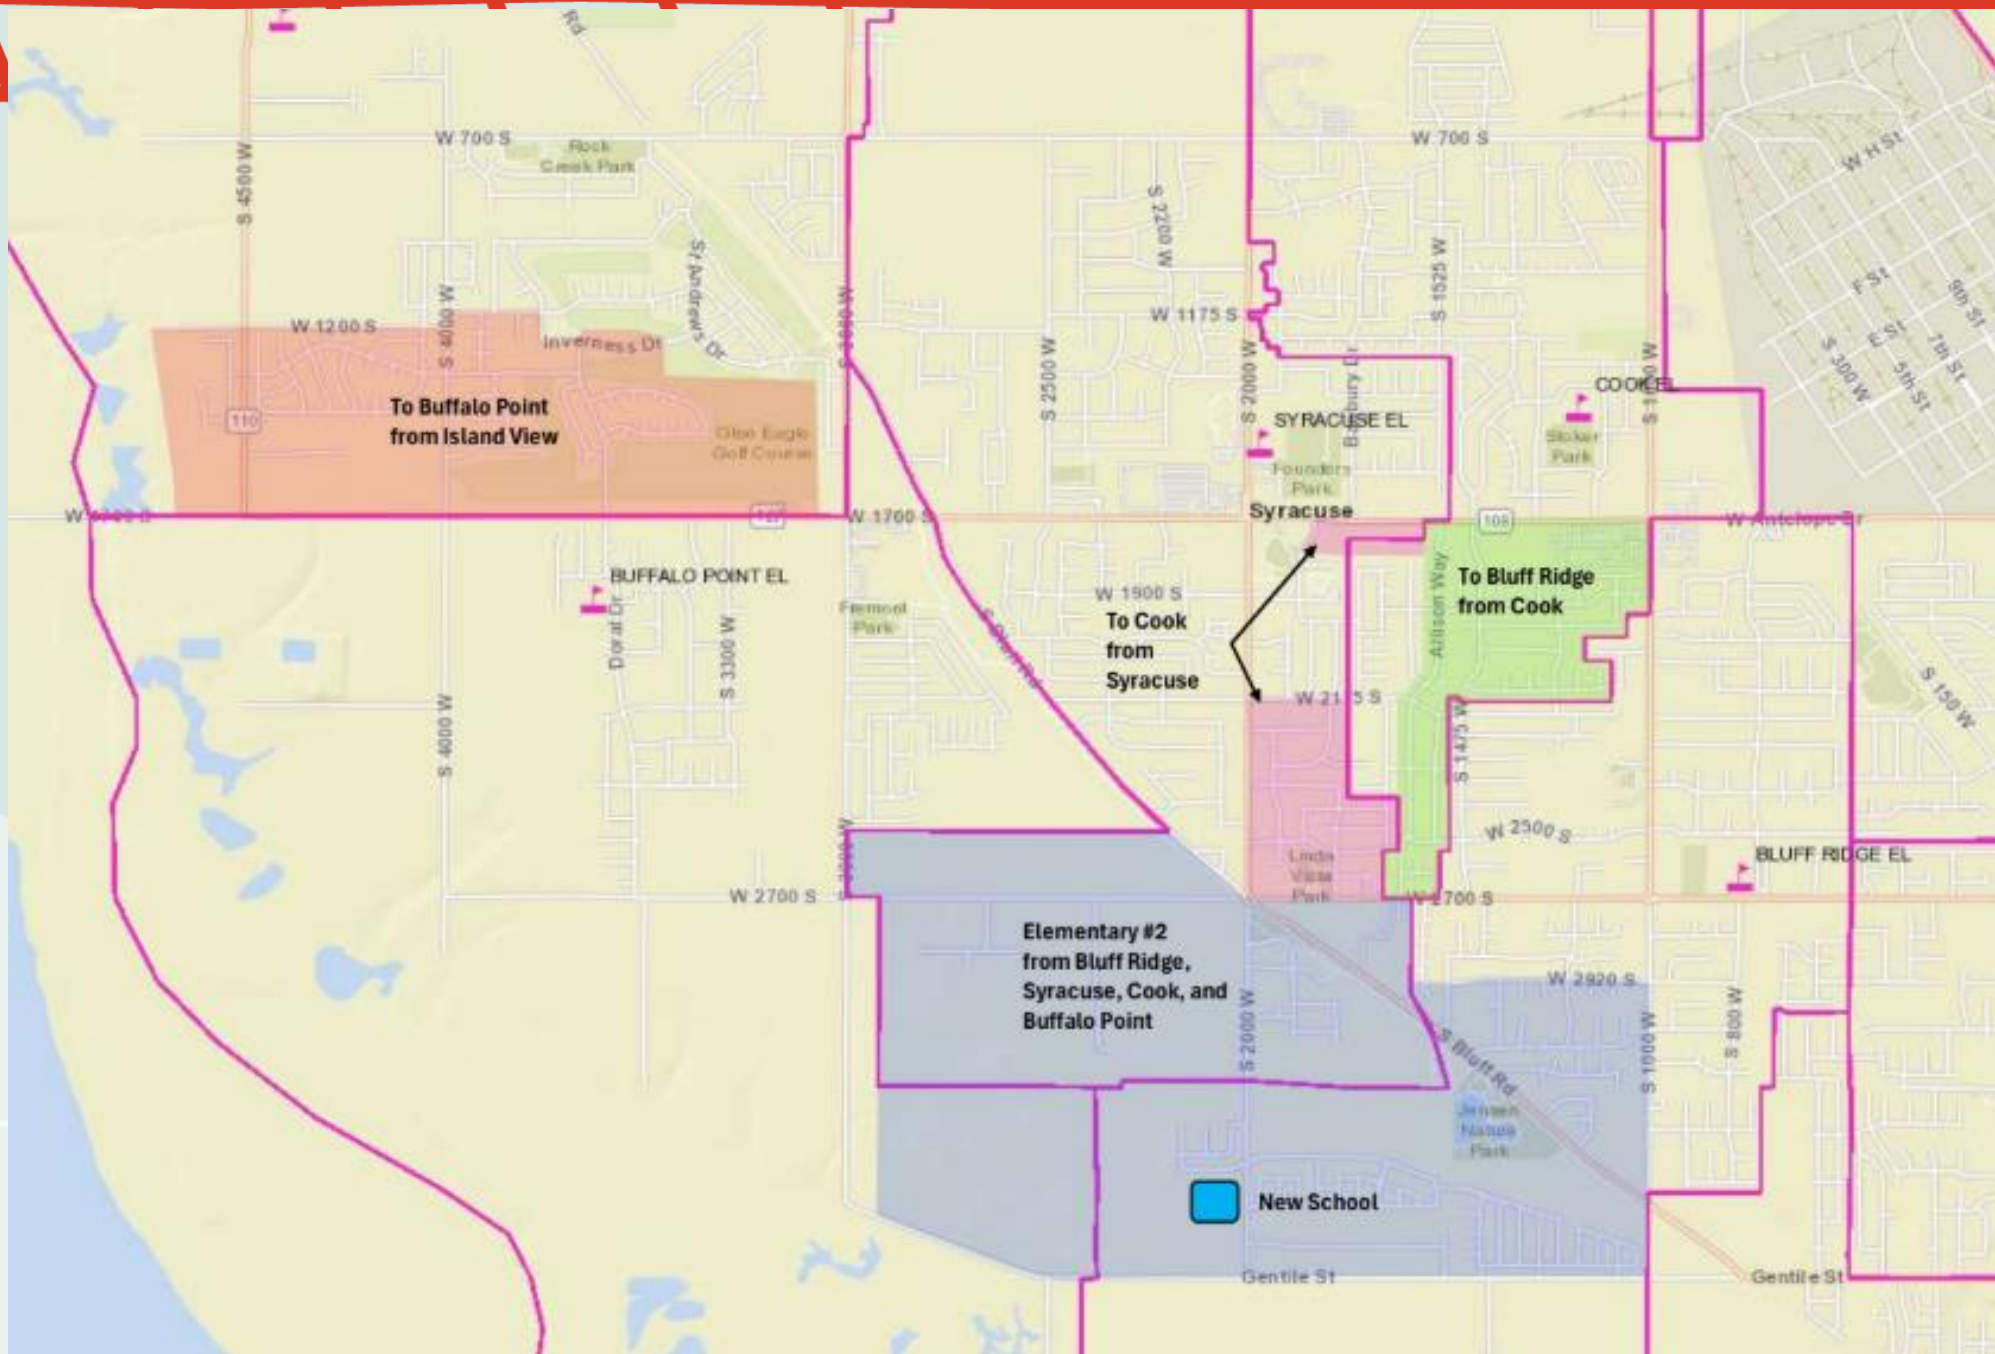 Rd
W 700 S
W 700 S
Rock
Creek Park
W H St
S 4500 W
S 2200 W
St Andrews Dr
S 1525 W
F St
9th St
S 4000 W
W 1175 S
W 1200 S
Inverness Dr
E St
7th St
S 300 W
5th St
S 2500 W
S 2000 W
COOK EL
To Buffalo Point
from Island View
110
Glen Eagle
Golf Course
SYRACUSE EL
Stoker
Park
Founders
Park
Syracuse
W 1700 S
108
W Antelope Dr
BUFFALO POINT EL
Doral Dr
S 3300 W
Fremont
Park
W 1900 S
To Cook
from
Syracuse
Allison Way
To Bluff Ridge
from Cook
S 4000 W
S 1475 W
S 150 W
W 2500 S
BLUFF RIDGE EL
Linda
Vista
Park
W 2700 S
W 2700 S
Elementary #2
from Bluff Ridge,
Syracuse, Cook, and
Buffalo Point
W 2920 S
S 2000 W
S Bluff Rd
S 1000 W
S 800 W
Jensen
Nature
Park
New School
Gentile St
Gentile St